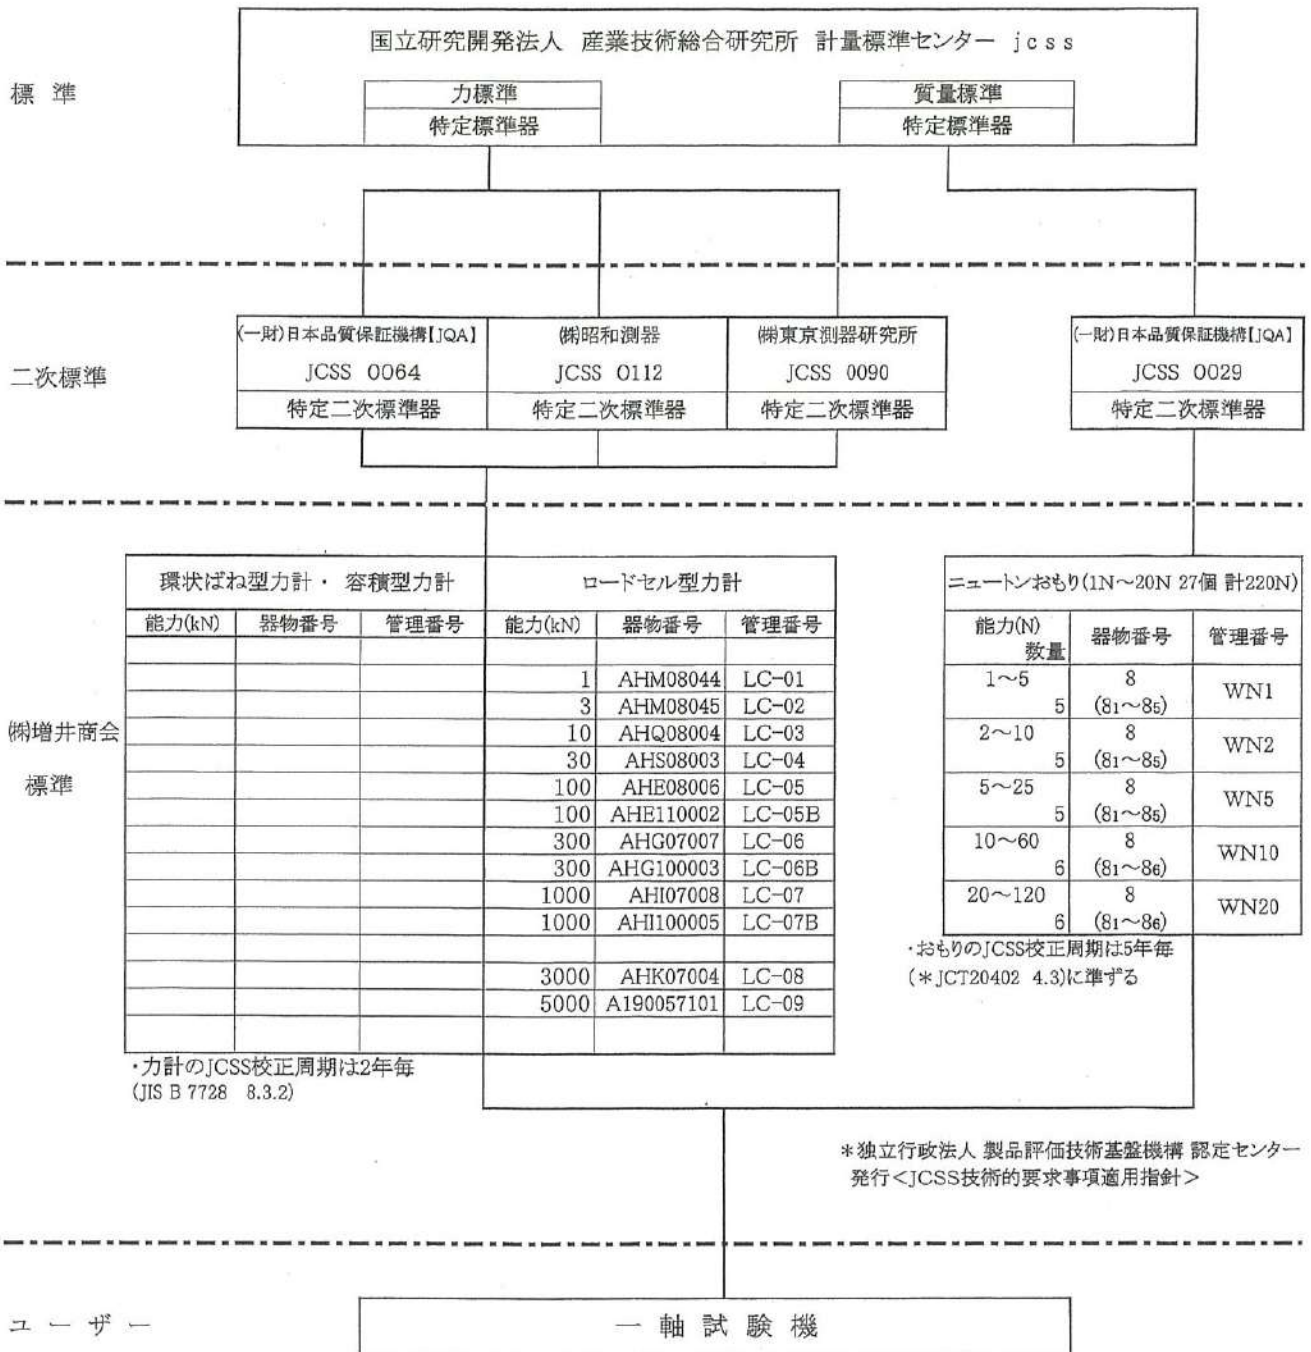 国立研究開発法人 産業技術総合研究所 計量標準センター jcss
標 準
力標準
特定標準器
質量標準
特定標準器
二次標準
(一財)日本品質保証機構【JQA】
JCSS 0064
特定二次標準器
㈱昭和測器
JCSS 0112
特定二次標準器
㈱東京測器研究所
JCSS 0090
特定二次標準器
(一財)日本品質保証機構【JQA】
JCSS 0029
特定二次標準器
㈱増井商会
標準
環状ばね型力計・ 容積型力計 ロードセル型力計
能力(kN) 器物番号 管理番号 能力(kN) 器物番号 管理番号
1 AHM08044 LC-01
3 AHM08045 LC-02
10 AHQ08004 LC-03
30 AHS08003 LC-04
100 AHE08006 LC-05
100 AHE110002 LC-05B
300 AHG07007 LC-06
300 AHG100003 LC-06B
1000 AHI07008 LC-07
1000 AHI100005 LC-07B
3000 AHK07004 LC-08
5000 A190057101 LC-09
・力計のJCSS校正周期は2年毎
(JIS B 7728 8.3.2)
ニュートンおもり(1N～20N 27個 計220N)
能力(N) 数量 器物番号 管理番号
1～5 5 8 (81～85) WN1
2～10 5 8 (81～85) WN2
5～25 5 8 (81～85) WN5
10～60 6 8 (81～86) WN10
20～120 6 8 (81～86) WN20
・おもりのJCSS校正周期は5年毎
(＊JCT20402 4.3)に準ずる
＊独立行政法人 製品評価技術基盤機構 認定センター
発行＜JCSS技術的要求事項適用指針＞
ユ ー ザ ー
一 軸 試 験 機